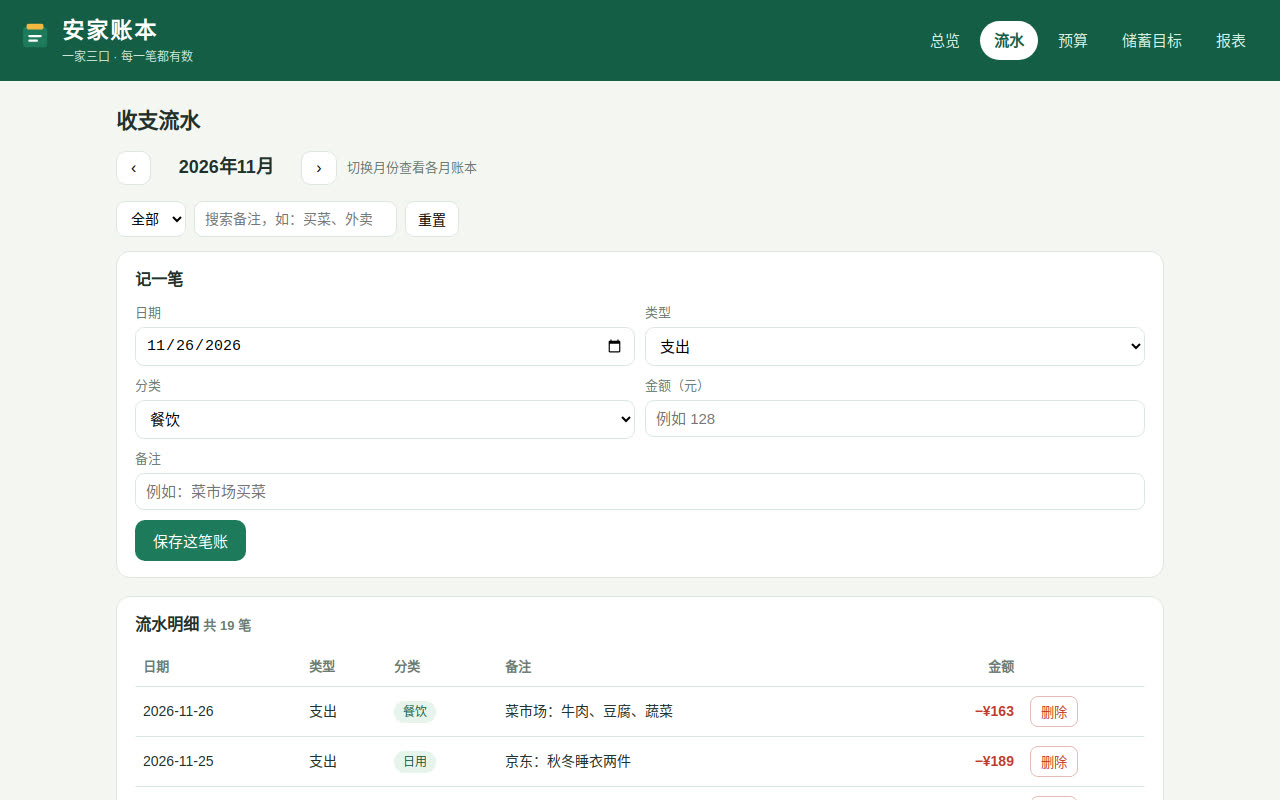 安家账本
一家三口 · 每一笔都有数
总览 流水 预算 储蓄目标 报表
收支流水
‹ 2026年11月 › 切换月份查看各月账本
全部 搜索备注，如：买菜、外卖 重置
记一笔
日期 类型
11/26/2026 支出
分类 金额（元）
餐饮 例如 128
备注
例如：菜市场买菜
保存这笔账
流水明细 共 19 笔
日期 类型 分类 备注 金额
2026-11-26 支出 餐饮 菜市场：牛肉、豆腐、蔬菜 −¥163 删除
2026-11-25 支出 日用 京东：秋冬睡衣两件 −¥189 删除